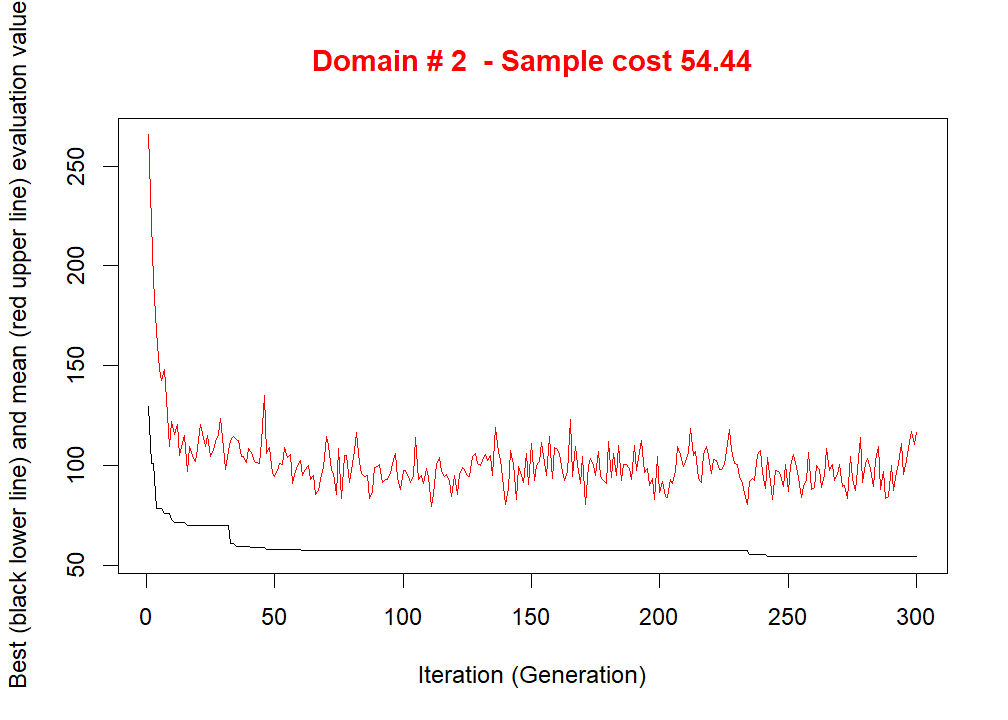 Domain # 2  - Sample cost 54.44
Best (black lower line) and mean (red upper line) evaluation value
250
200
150
100
50
0 50 100 150 200 250 300
Iteration (Generation)